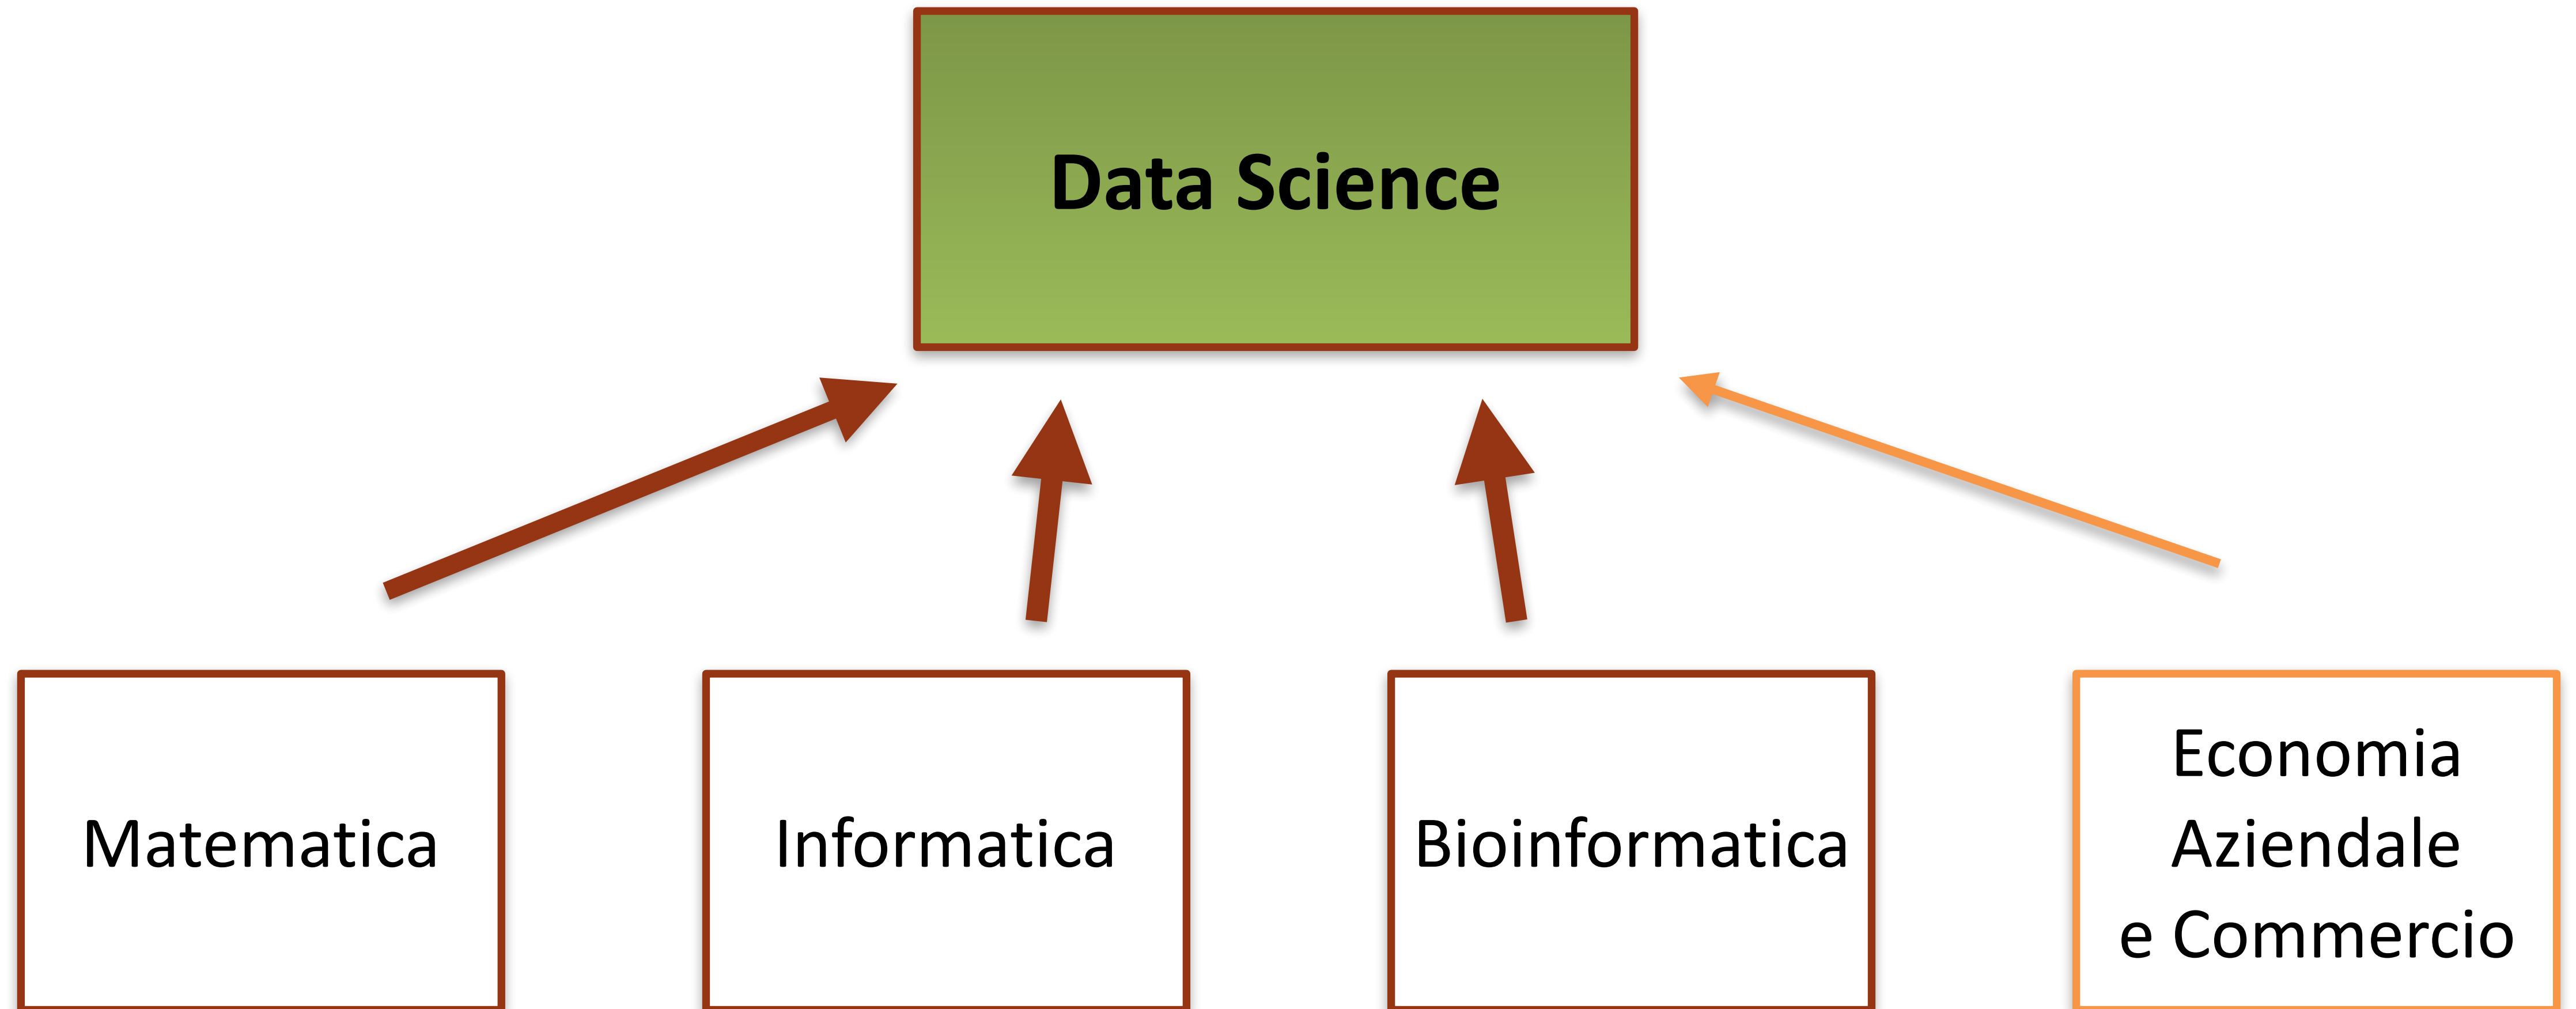 Data Science
Matematica
Informatica
Bioinformatica
Economia
Aziendale
e Commercio